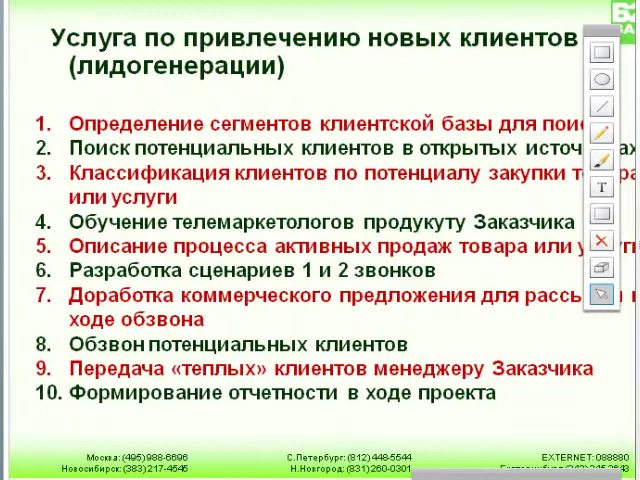 Услуга по привлечению новых клиентов
(лидогенерации)
1. Определение сегментов клиентской базы для
2. Поиск потенциальных клиентов в открытых
3. Классификация клиентов по потенциалу закупки
или услуги
4. Обучение телемаркетологов продукуту Заказчика
5. Описание процесса активных продаж товара или
6. Разработка сценариев 1 и 2 звонков
7. Доработка коммерческого предложения для
ходе обзвона
8. Обзвон потенциальных клиентов
9. Передача «теплых» клиентов менеджеру Заказчика
10. Формирование отчетности в ходе проекта
Москва: (495) 988-6696 С.Петербург: (812) 448-5544 EXTERNET: 088880
Новосибирск: (383) 217-4545 Н.Новгород: (831) 260-0301
T